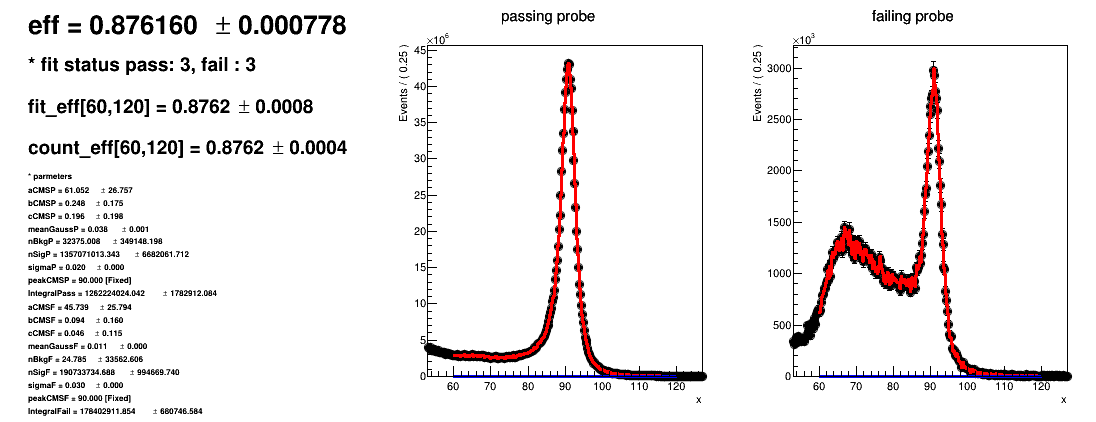 eff = 0.876160 ± 0.000778
* fit status pass: 3, fail : 3
fit_eff[60,120] = 0.8762 ± 0.0008
count_eff[60,120] = 0.8762 ± 0.0004
* parmeters
aCMSP = 61.052 ± 26.757
bCMSP = 0.248 ± 0.175
cCMSP = 0.196 ± 0.198
meanGaussP = 0.038 ± 0.001
nBkgP = 32375.008 ± 349148.198
nSigP = 1357071013.343 ± 6682061.712
sigmaP = 0.020 ± 0.000
peakCMSP = 90.000 [Fixed]
IntegralPass = 1262224024.042 ± 1782912.084
aCMSF = 45.739 ± 25.794
bCMSF = 0.094 ± 0.160
cCMSF = 0.046 ± 0.115
meanGaussF = 0.011 ± 0.000
nBkgF = 24.785 ± 33562.606
nSigF = 190733734.688 ± 994669.740
sigmaF = 0.030 ± 0.000
peakCMSF = 90.000 [Fixed]
IntegralFail = 178402911.854 ± 680746.584
passing probe
×10⁶
Events / ( 0.25 )
45
40
35
30
25
20
15
10
5
0
60 70 80 90 100 110 120
x
failing probe
×10³
Events / ( 0.25 )
3000
2500
2000
1500
1000
500
0
60 70 80 90 100 110 120
x